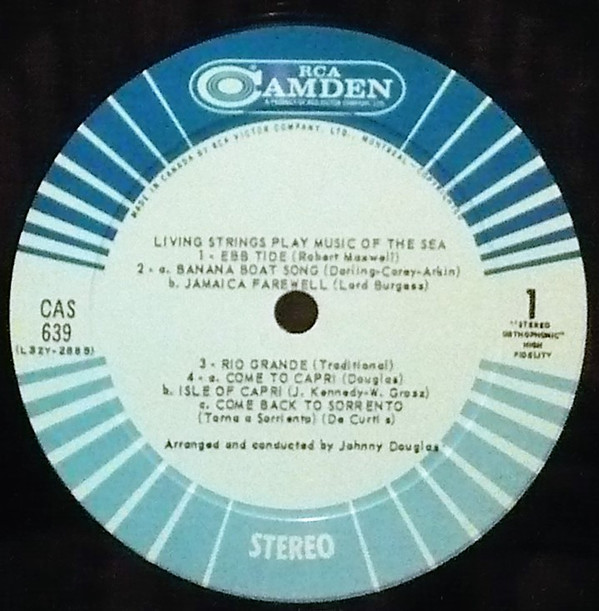 RCA
CAMDEN
MADE IN CANADA BY RCA VICTOR COMPANY, LTD., MONTREAL
LIVING STRINGS PLAY MUSIC OF THE SEA
1 - EBB TIDE (Robert Maxwell)
2 - a. BANANA BOAT SONG (Darling-Carey-Arkin)
b. JAMAICA FAREWELL (Lord Burgess)
CAS
639
(L3ZY-2885)
1
"STEREO
ORTHOPHONIC"
HIGH
FIDELITY
3 - RIO GRANDE (Traditional)
4 - a. COME TO CAPRI (Douglas)
b. ISLE OF CAPRI (J. Kennedy-W. Grosz)
c. COME BACK TO SORRENTO
(Torna a Sorriento) (De Curtis)
Arranged and conducted by Johnny Douglas
STEREO